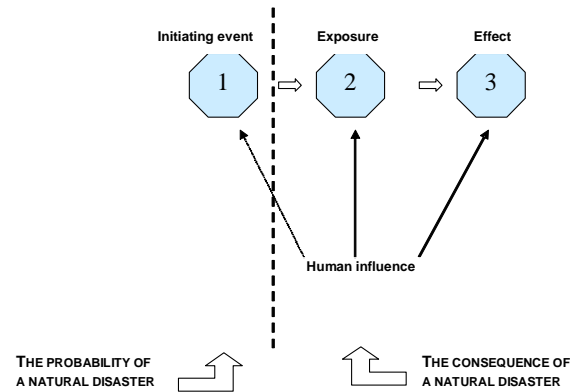 Initiating event Exposure Effect
1 2 3
Human influence
THE PROBABILITY OF
A NATURAL DISASTER
THE CONSEQUENCE OF
A NATURAL DISASTER